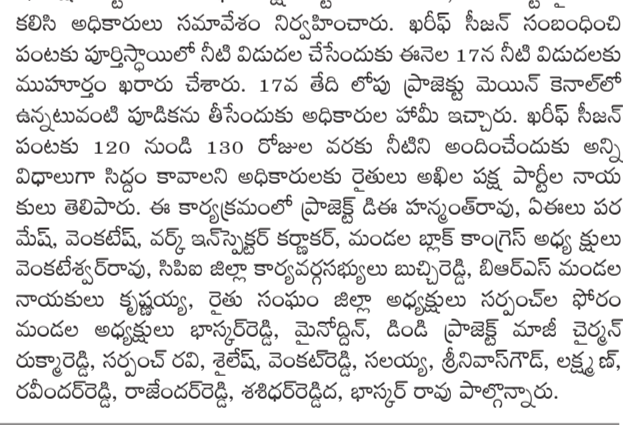 కలిసి అధికారులు సమావేశం నిర్వహించారు. ఖరీఫ్ సీజన్ సంబంధించి
పంటకు పూర్తిస్థాయిలో నీటి విడుదల చేసేందుకు ఈనెల 17న నీటి విడుదలకు
ముహూర్తం ఖరారు చేశారు. 17వ తేది లోపు ప్రాజెక్టు మెయిన్ కెనాల్‌లో
ఉన్నటువంటి పూడికను తీసేందుకు అధికారుల హామీ ఇచ్చారు. ఖరీఫ్ సీజన్
పంటకు 120 నుండి 130 రోజుల వరకు నీటిని అందించేందుకు అన్ని
విధాలుగా సిద్దం కావాలని అధికారులకు రైతులు అఖిల పక్ష పార్టీల నాయ
కులు తెలిపారు. ఈ కార్యక్రమంలో ప్రాజెక్ట్ డిఈ హన్మంత్‌రావు, ఏఈలు పర
మేష్, వెంకటేష్, వర్క్ ఇన్‌స్పెక్టర్ కర్ణాకర్, మండల బ్లాక్ కాంగ్రెస్ అధ్య క్షులు
వెంకటేశ్వర్‌రావు, సిపిఐ జిల్లా కార్యవర్గసభ్యులు బుచ్చిరెడ్డి, బిఆర్ఎస్ మండల
నాయకులు కృష్ణయ్య, రైతు సంఘం జిల్లా అధ్యక్షులు సర్పంచ్‌ల ఫోరం
మండల అధ్యక్షులు భాస్కర్‌రెడ్డి, మైనోద్దిన్, డిండి ప్రాజెక్ట్ మాజీ చైర్మన్
రుక్మారెడ్డి, సర్పంచ్ రవి, శైలేష్, వెంకట్‌రెడ్డి, సలయ్య, శ్రీనివాస్‌గౌడ్, లక్ష్మ ణ్,
రవీందర్‌రెడ్డి, రాజేందర్‌రెడ్డి, శశిధర్‌రెడ్డిద, భాస్కర్ రావు పాల్గొన్నారు.